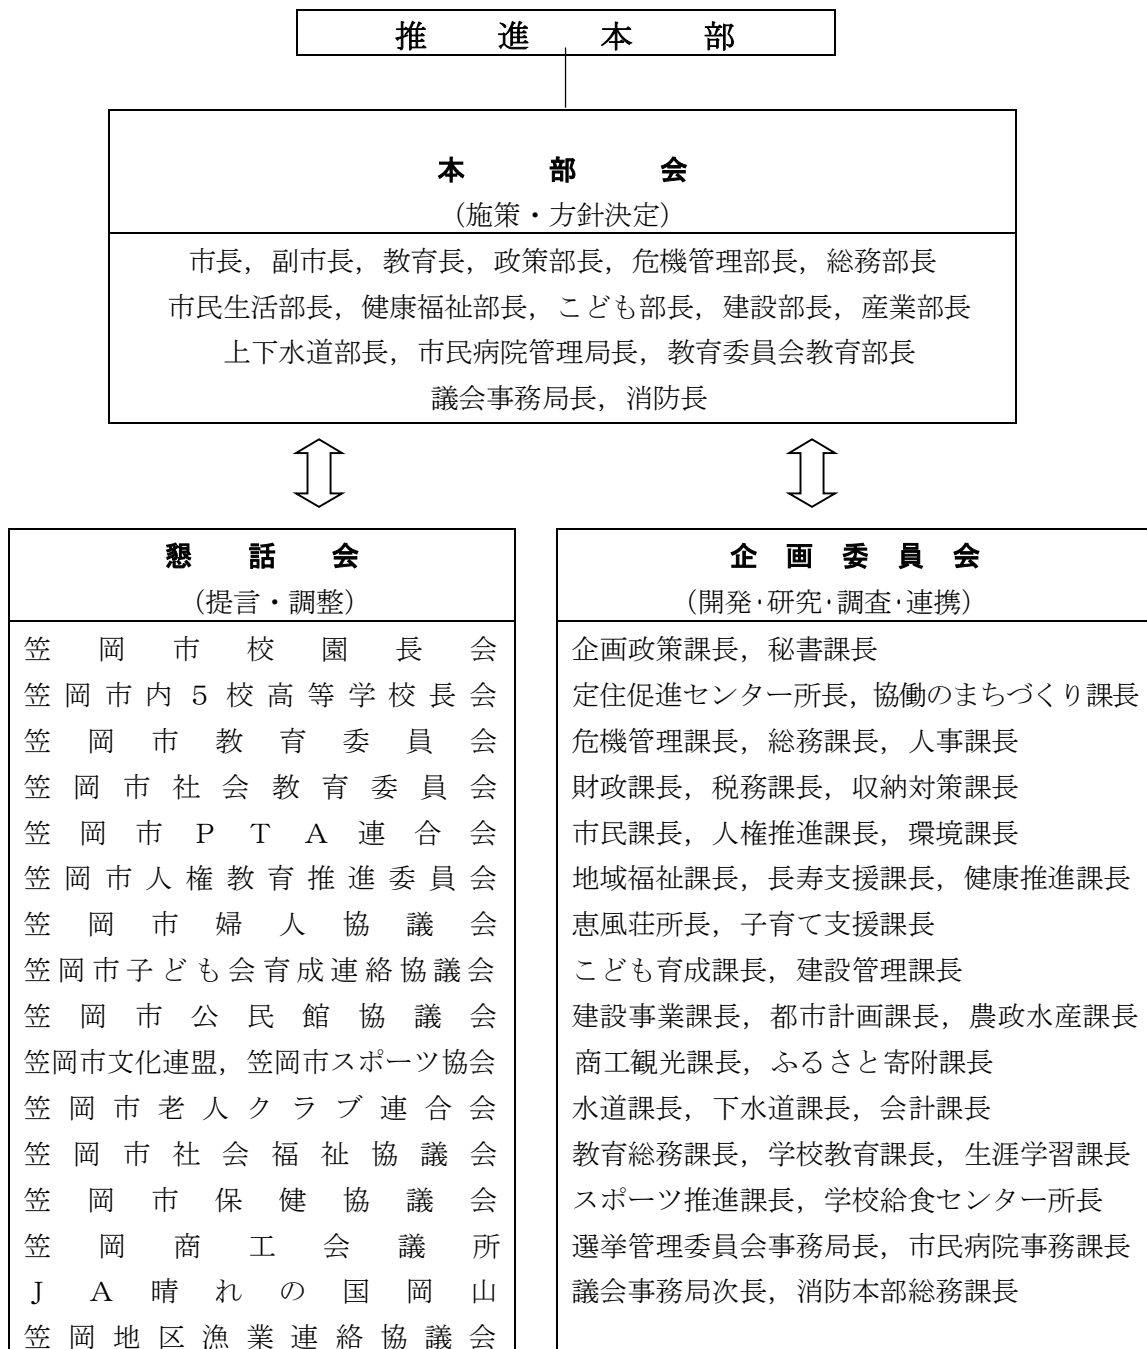 推進本部
本部会
（施策・方針決定）
市長，副市長，教育長，政策部長，危機管理部長，総務部長
市民生活部長，健康福祉部長，こども部長，建設部長，産業部長
上下水道部長，市民病院管理局長，教育委員会教育部長
議会事務局長，消防長
懇話会
（提言・調整）
笠岡市校園長会
笠岡市内５校高等学校長会
笠岡市教育委員会
笠岡市社会教育委員会
笠岡市ＰＴＡ連合会
笠岡市人権教育推進委員会
笠岡市婦人協議会
笠岡市子ども会育成連絡協議会
笠岡市公民館協議会
笠岡市文化連盟，笠岡市スポーツ協会
笠岡市老人クラブ連合会
笠岡市社会福祉協議会
笠岡市保健協議会
笠岡商工会議所
ＪＡ晴れの国岡山
笠岡地区漁業連絡協議会
企画委員会
（開発・研究・調査・連携）
企画政策課長，秘書課長
定住促進センター所長，協働のまちづくり課長
危機管理課長，総務課長，人事課長
財政課長，税務課長，収納対策課長
市民課長，人権推進課長，環境課長
地域福祉課長，長寿支援課長，健康推進課長
恵風荘所長，子育て支援課長
こども育成課長，建設管理課長
建設事業課長，都市計画課長，農政水産課長
商工観光課長，ふるさと寄附課長
水道課長，下水道課長，会計課長
教育総務課長，学校教育課長，生涯学習課長
スポーツ推進課長，学校給食センター所長
選挙管理委員会事務局長，市民病院事務課長
議会事務局次長，消防本部総務課長